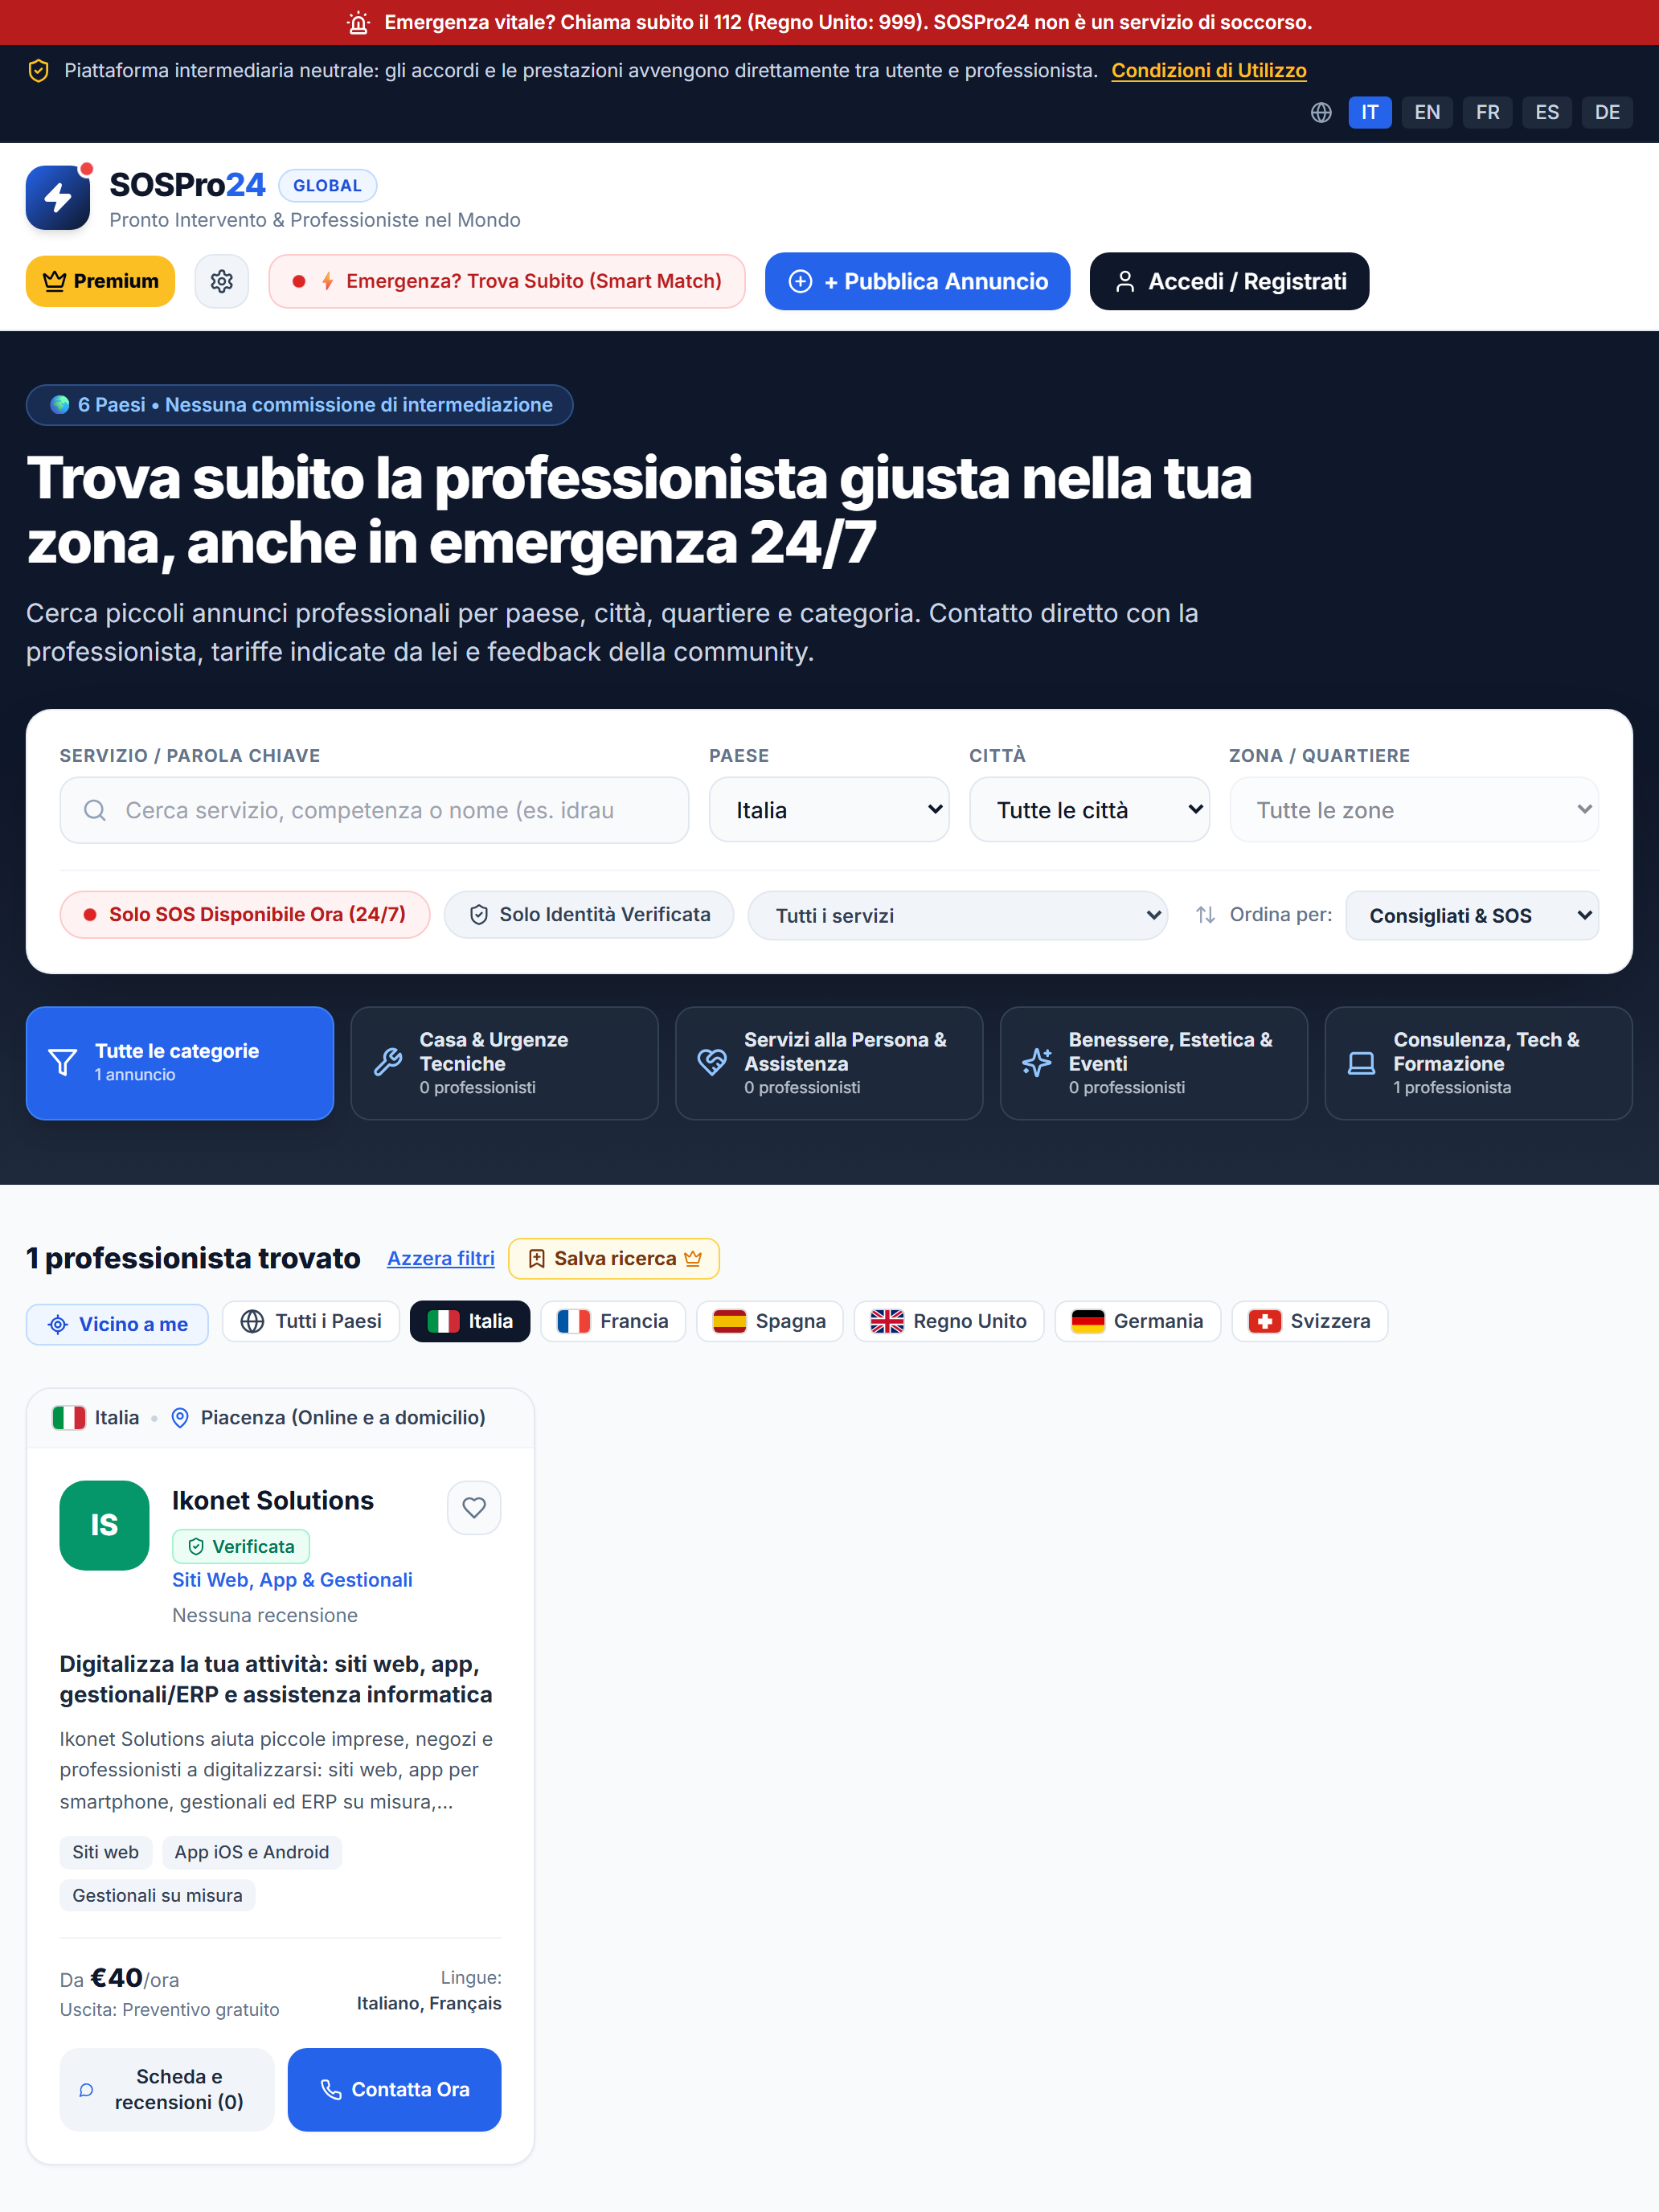 Emergenza vitale? Chiama subito il 112 (Regno Unito: 999). SOSPro24 non è un servizio di soccorso.
Piattaforma intermediaria neutrale: gli accordi e le prestazioni avvengono direttamente tra utente e professionista. Condizioni di Utilizzo
IT EN FR ES DE
SOSPro24 GLOBAL
Pronto Intervento & Professioniste nel Mondo
Premium
Emergenza? Trova Subito (Smart Match)
+ Pubblica Annuncio
Accedi / Registrati
6 Paesi • Nessuna commissione di intermediazione
Trova subito la professionista giusta nella tua
zona, anche in emergenza 24/7
Cerca piccoli annunci professionali per paese, città, quartiere e categoria. Contatto diretto con la
professionista, tariffe indicate da lei e feedback della community.
SERVIZIO / PAROLA CHIAVE
Cerca servizio, competenza o nome (es. idrau
PAESE
Italia
CITTÀ
Tutte le città
ZONA / QUARTIERE
Tutte le zone
Solo SOS Disponibile Ora (24/7)
Solo Identità Verificata
Tutti i servizi
Ordina per:
Consigliati & SOS
Tutte le categorie
1 annuncio
Casa & Urgenze
Tecniche
0 professionisti
Servizi alla Persona &
Assistenza
0 professionisti
Benessere, Estetica &
Eventi
0 professionisti
Consulenza, Tech &
Formazione
1 professionista
1 professionista trovato
Azzera filtri
Salva ricerca
Vicino a me
Tutti i Paesi
Italia
Francia
Spagna
Regno Unito
Germania
Svizzera
Italia • Piacenza (Online e a domicilio)
IS
Ikonet Solutions
Verificata
Siti Web, App & Gestionali
Nessuna recensione
Digitalizza la tua attività: siti web, app,
gestionali/ERP e assistenza informatica
Ikonet Solutions aiuta piccole imprese, negozi e
professionisti a digitalizzarsi: siti web, app per
smartphone, gestionali ed ERP su misura,...
Siti web
App iOS e Android
Gestionali su misura
Da €40/ora
Uscita: Preventivo gratuito
Lingue:
Italiano, Français
Scheda e
recensioni (0)
Contatta Ora